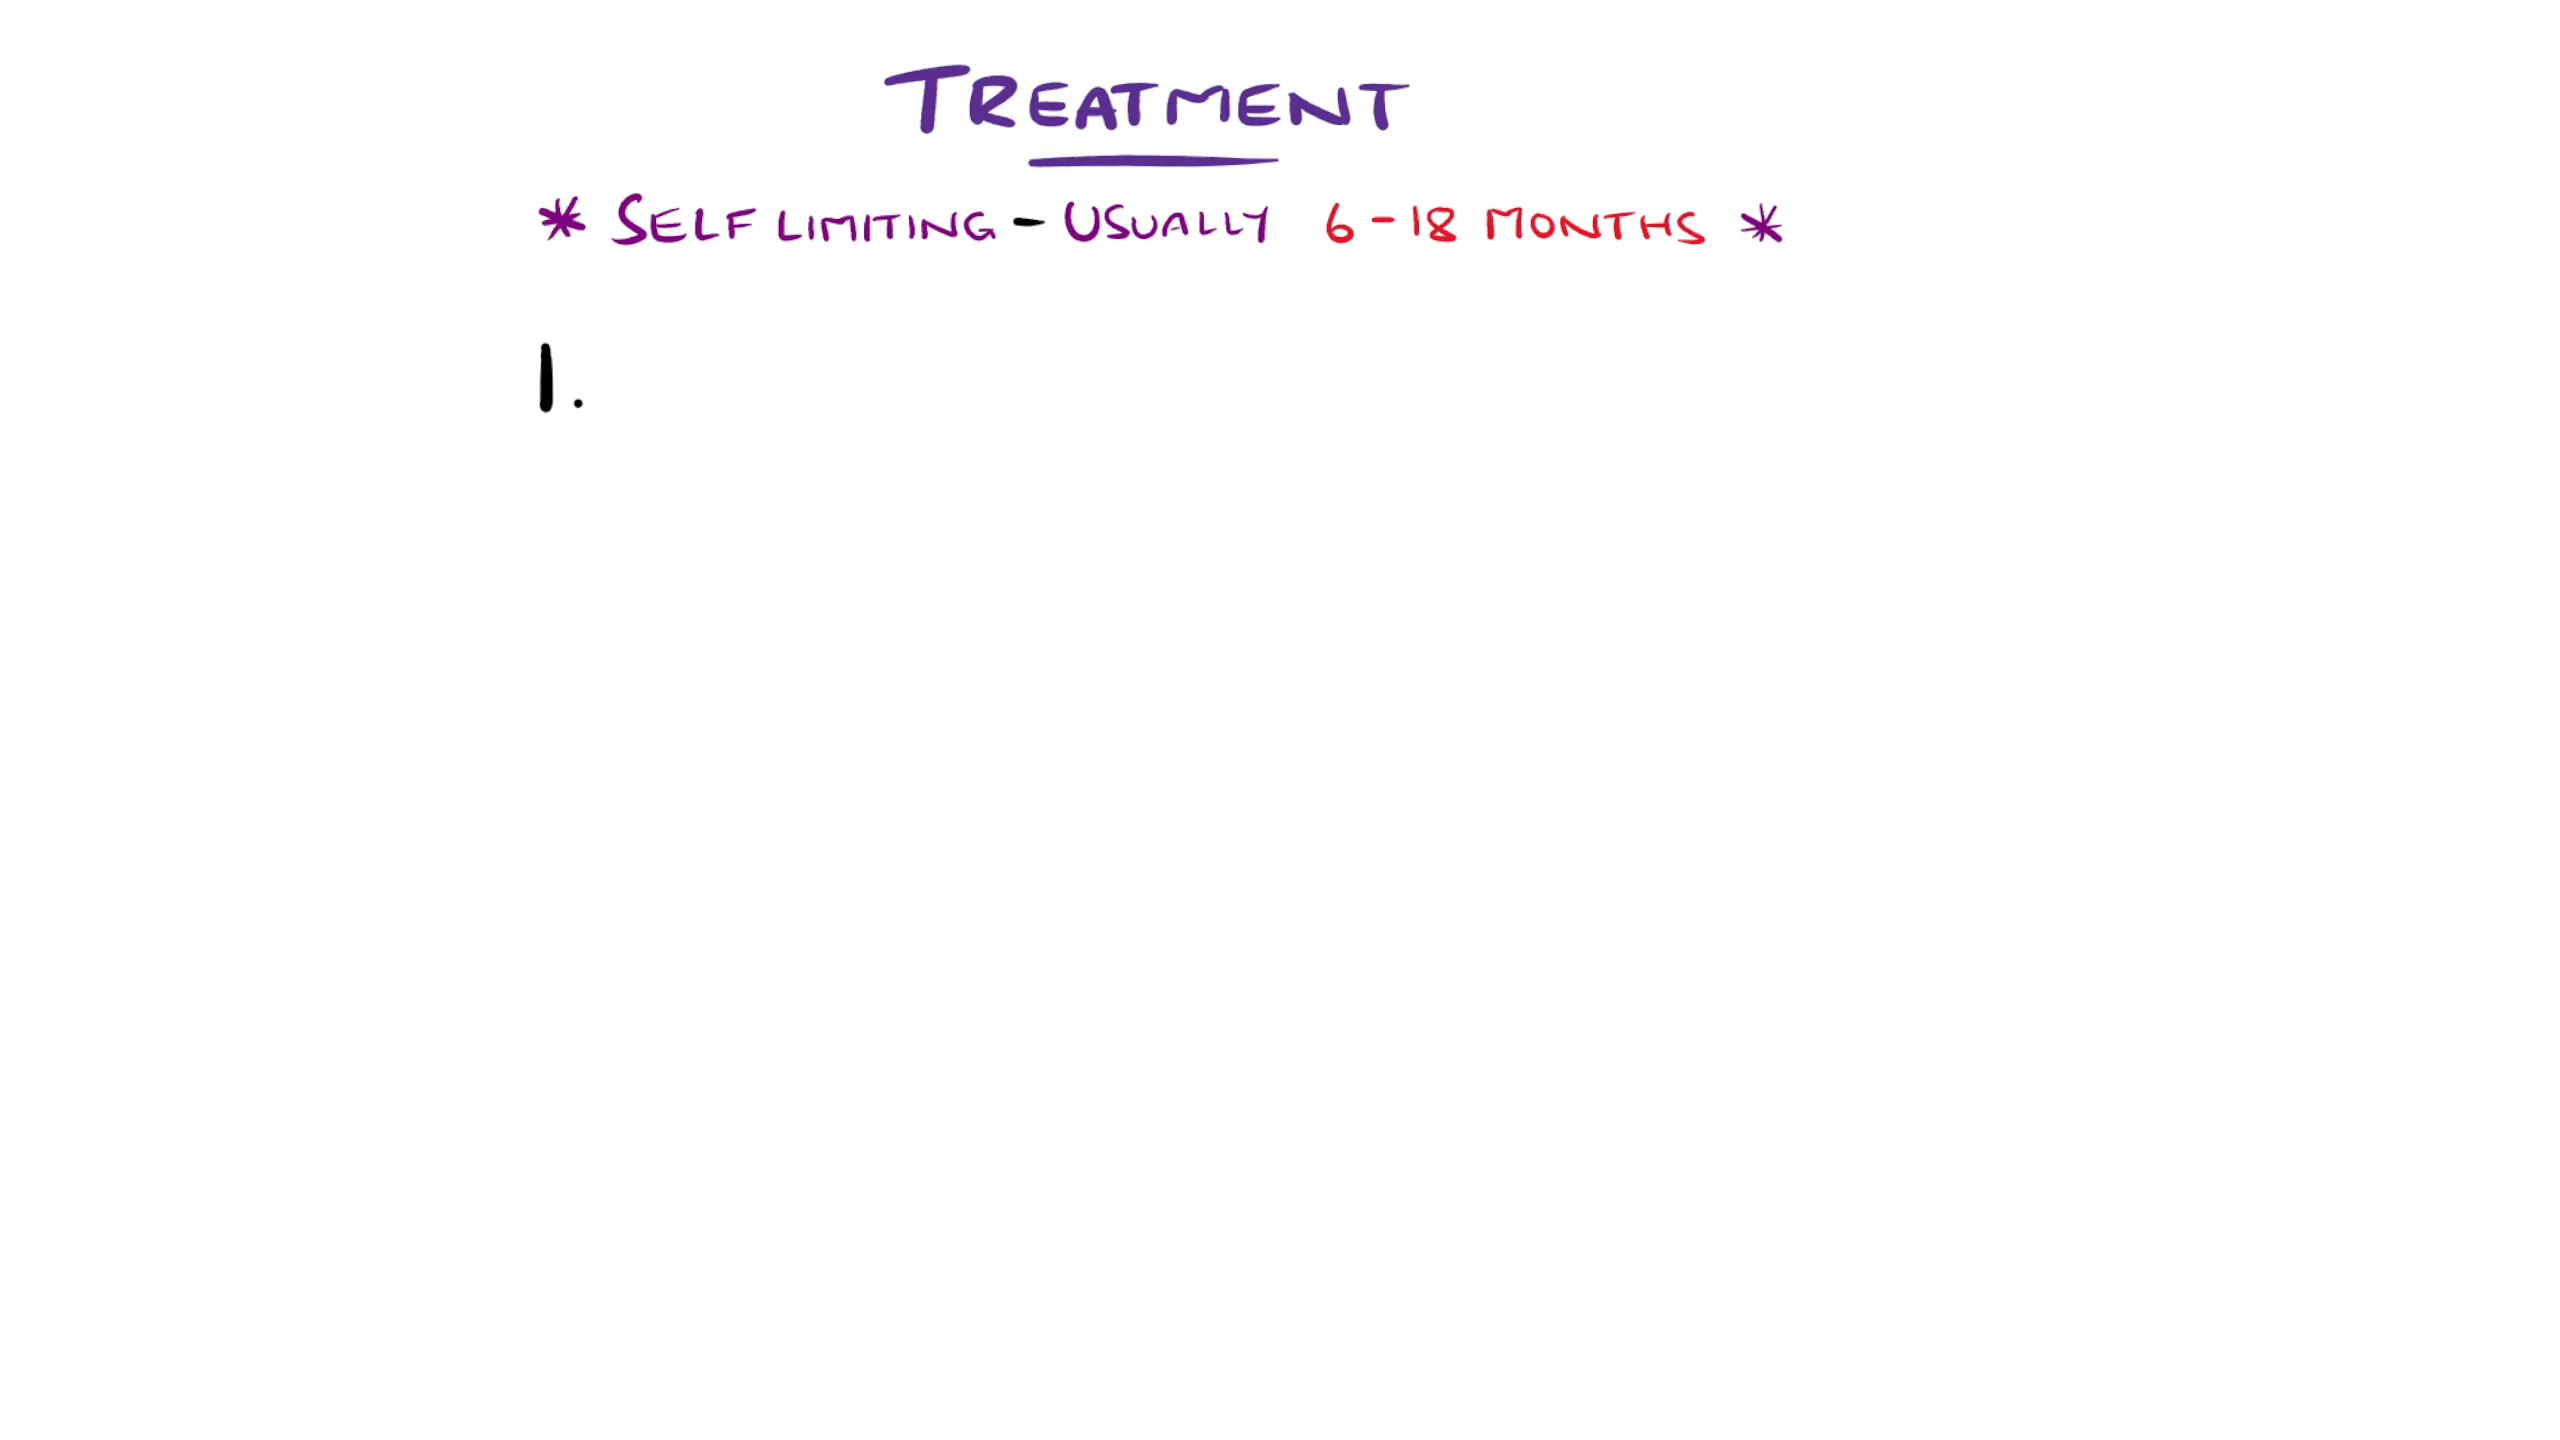 TREATMENT
* SELF LIMITING - USUALLY 6-18 MONTHS *
1.